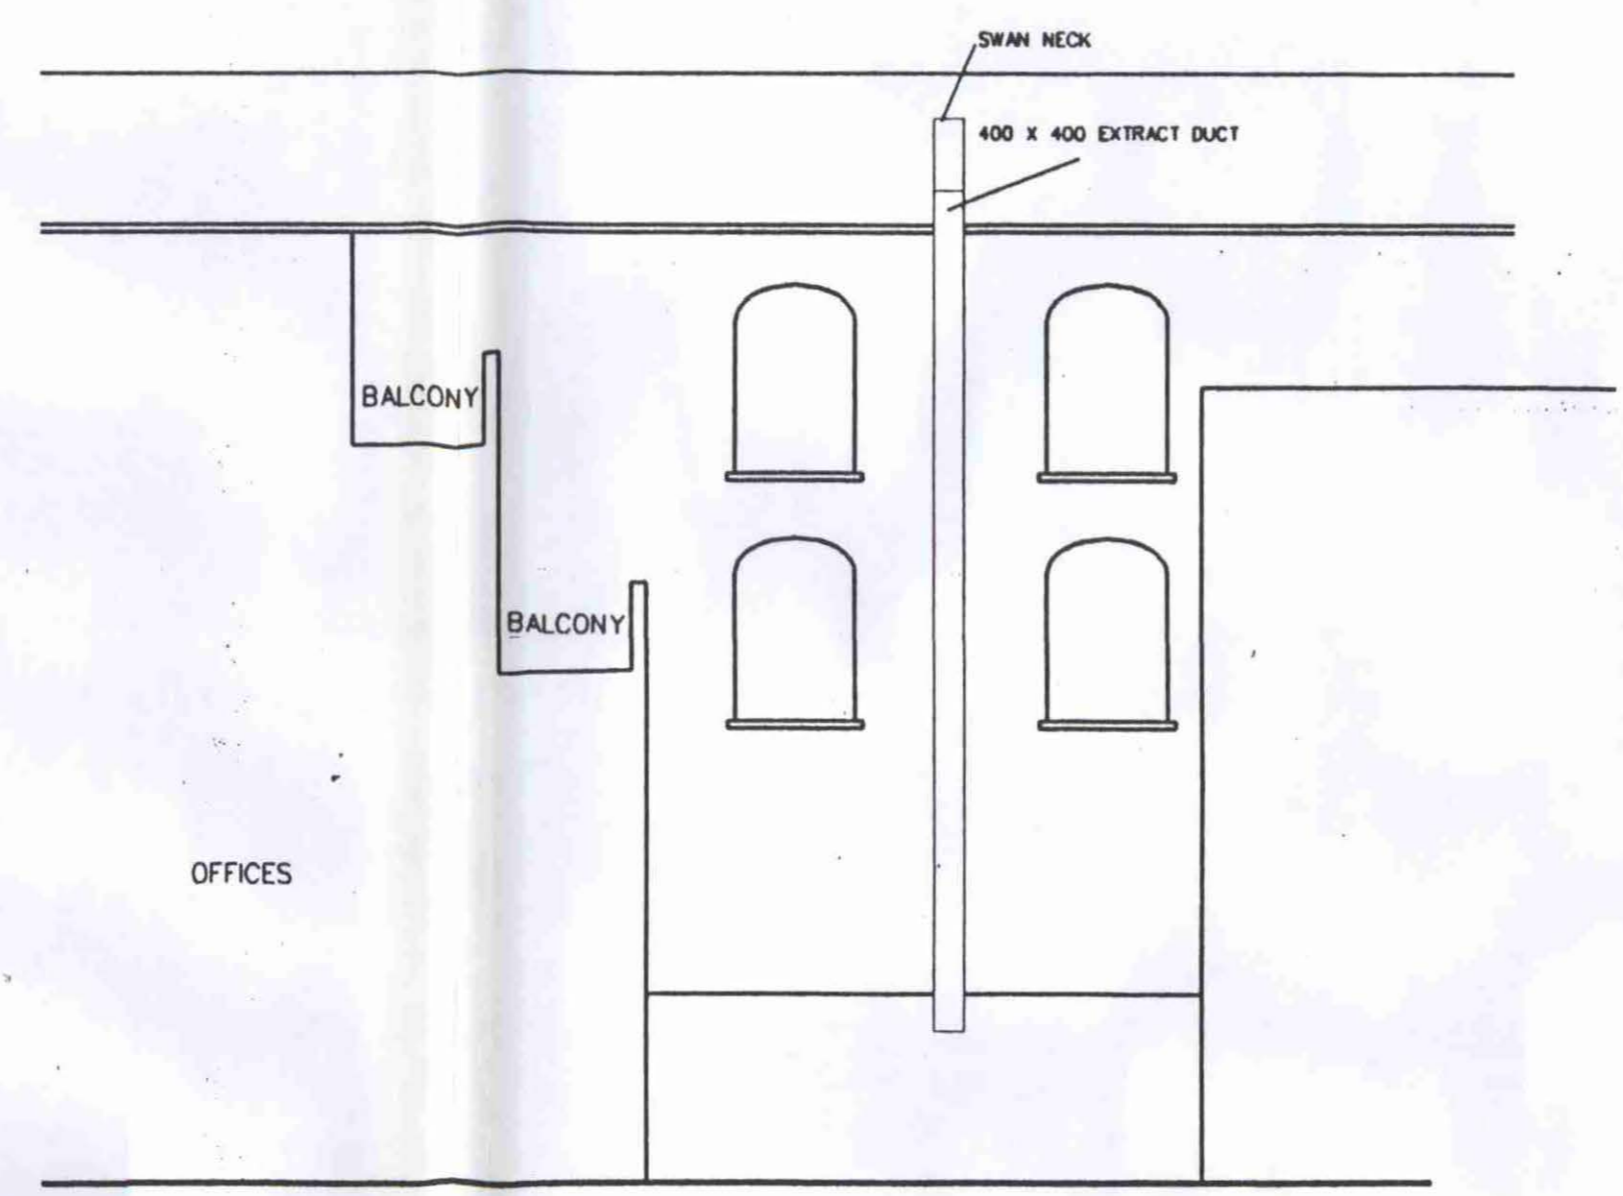 SWAN NECK
400 X 400 EXTRACT DUCT
BALCONY
BALCONY
OFFICES